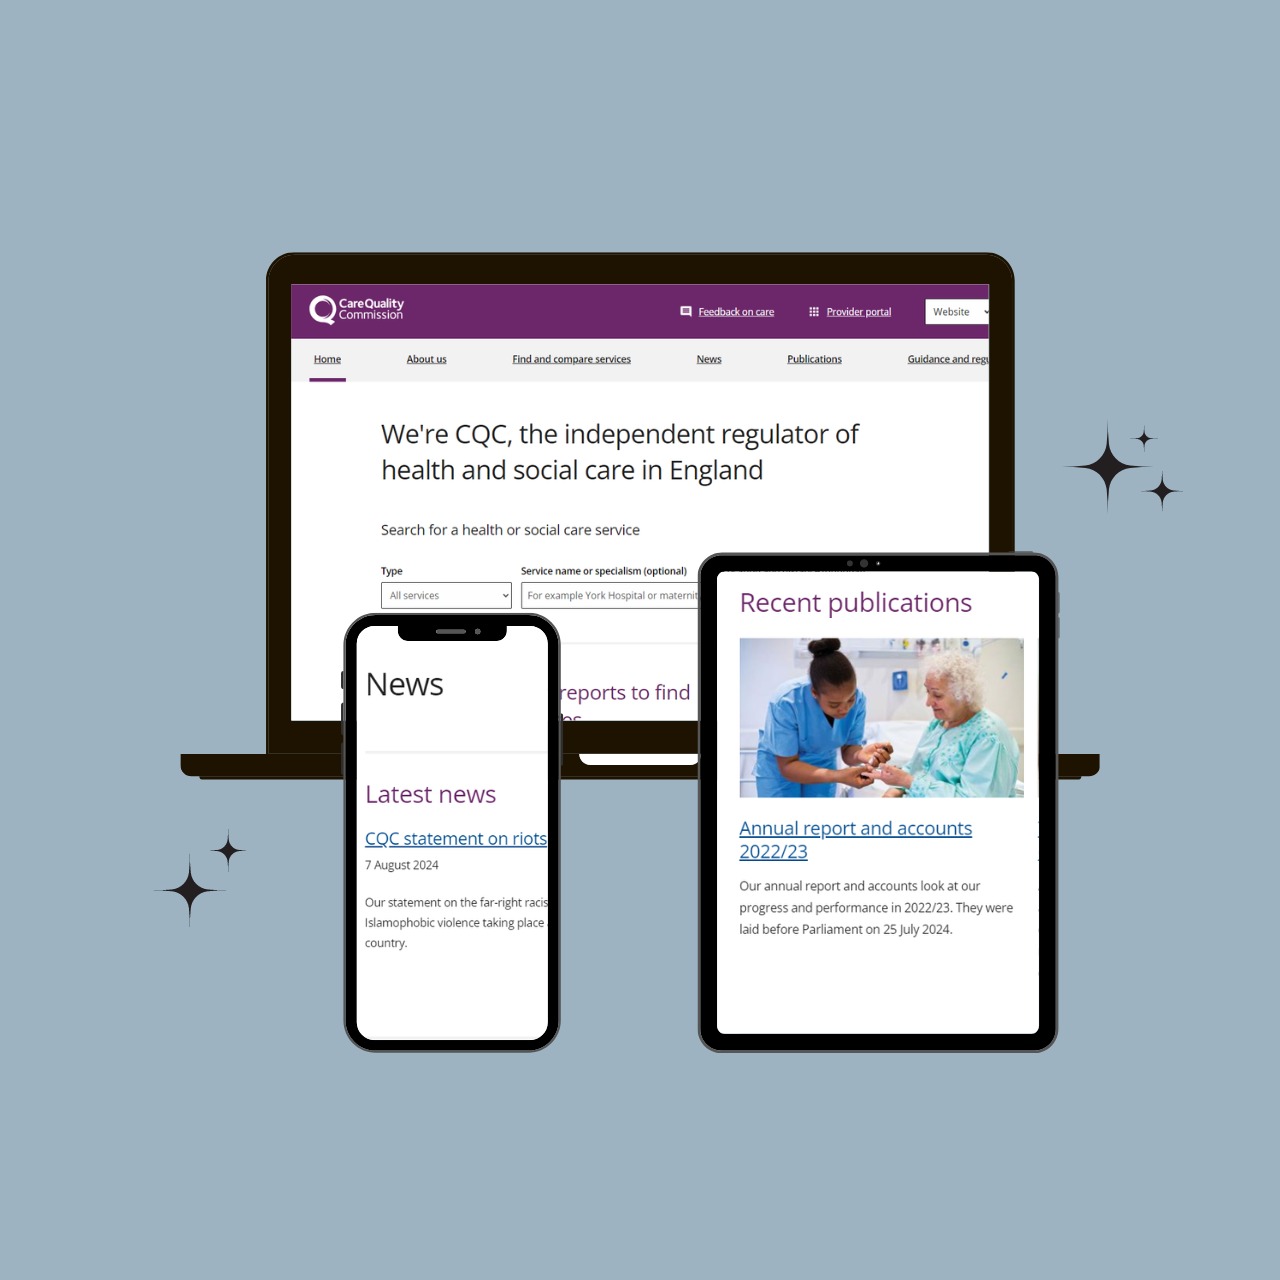 CareQuality
Commission
Feedback on care
Provider portal
Website
Home
About us
Find and compare services
News
Publications
Guidance and
We're CQC, the independent regulator of
health and social care in England
Search for a health or social care service
Type
Service name or specialism (optional)
All services
For example York Hospital or
reports to find
News
Latest news
CQC statement on riots
7 August 2024
Our statement on the far-right
Islamophobic violence taking place
country.
Recent publications
Annual report and accounts
2022/23
Our annual report and accounts look at our
progress and performance in 2022/23. They were
laid before Parliament on 25 July 2024.